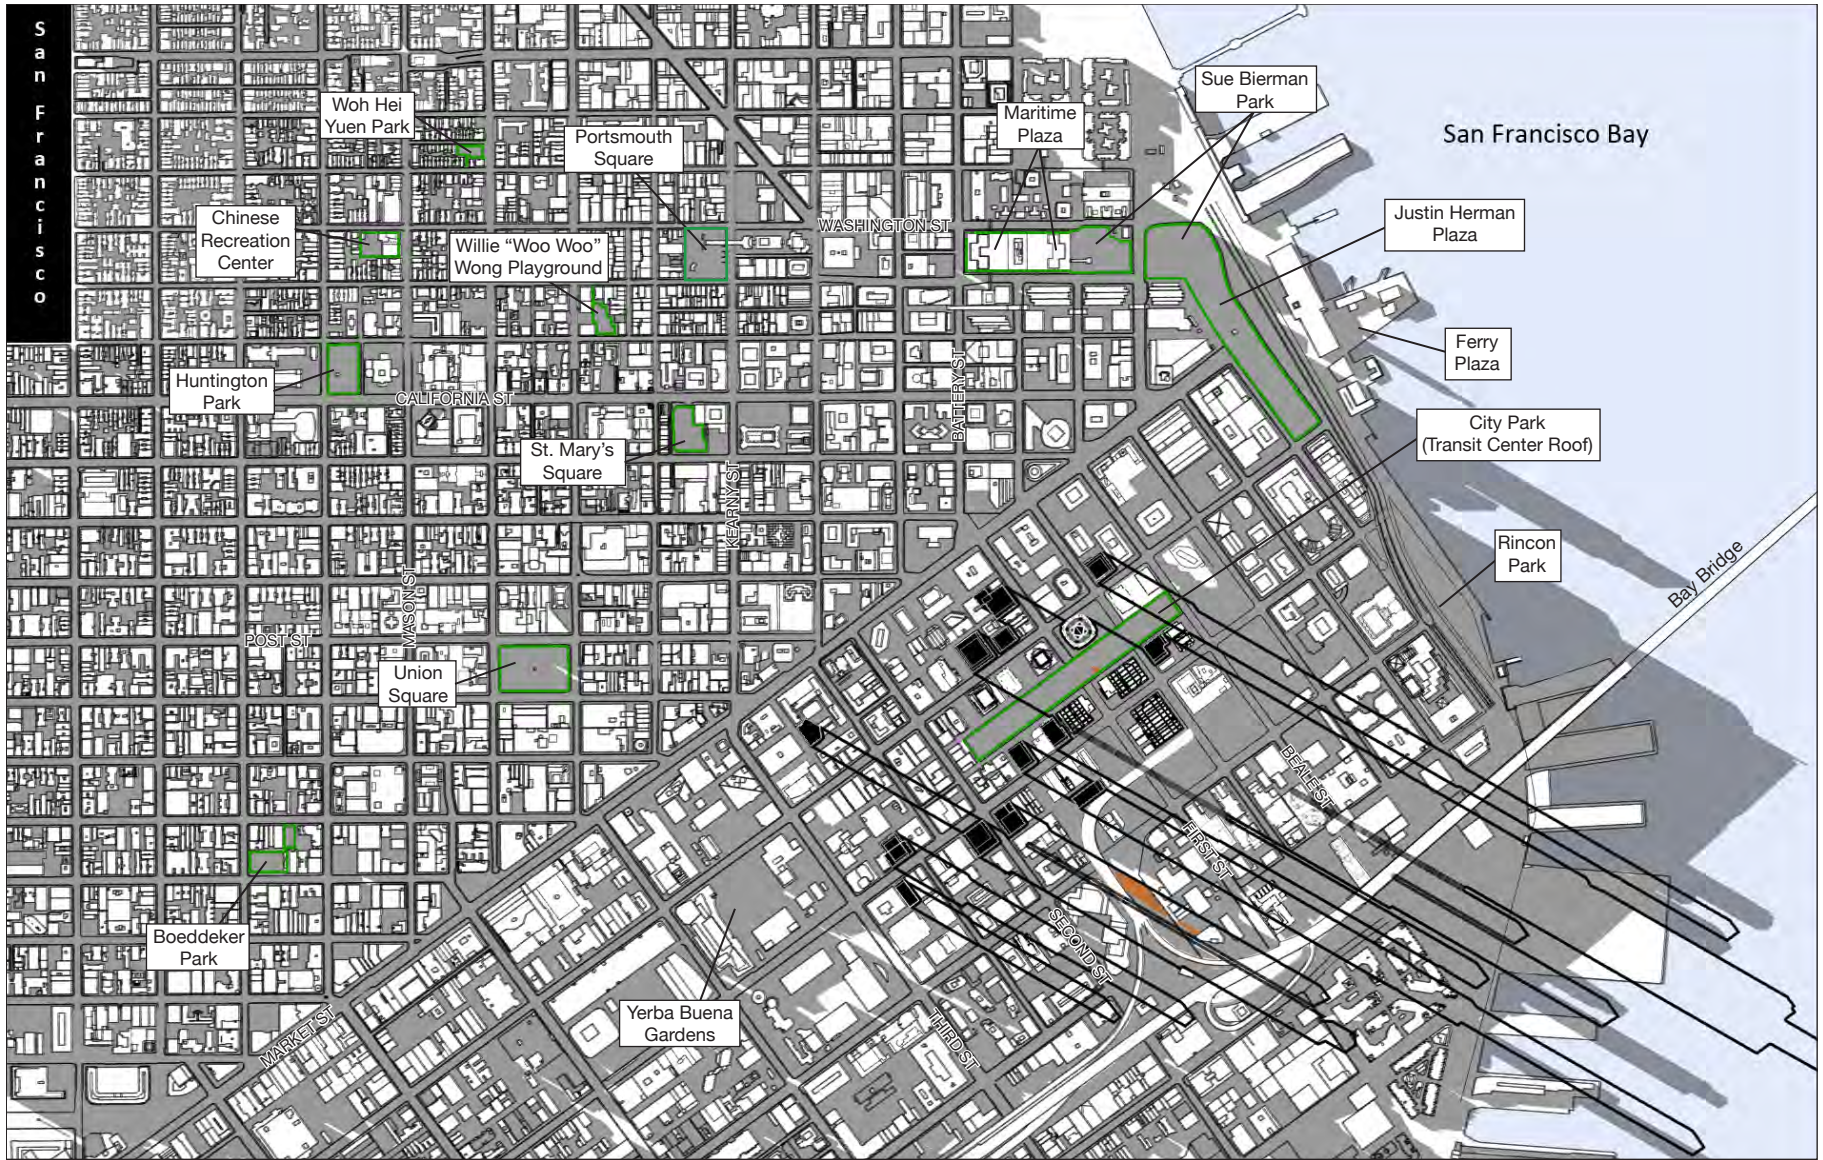 San Francisco
Sue Bierman
Park
Woh Hei
Yuen Park
Maritime
Plaza
Portsmouth
Square
San Francisco Bay
Chinese
Recreation
Center
Justin Herman
Plaza
WASHINGTON ST
Willie “Woo Woo”
Wong Playground
Ferry
Plaza
Huntington
Park
BATTERY ST
CALIFORNIA ST
City Park
(Transit Center Roof)
St. Mary’s
Square
KEARNY ST
Rincon
Park
Bay Bridge
MASON ST
POST ST
Union
Square
BEALE ST
FIRST ST
Boeddeker
Park
SECOND ST
Yerba Buena
Gardens
MARKET ST
THIRD ST